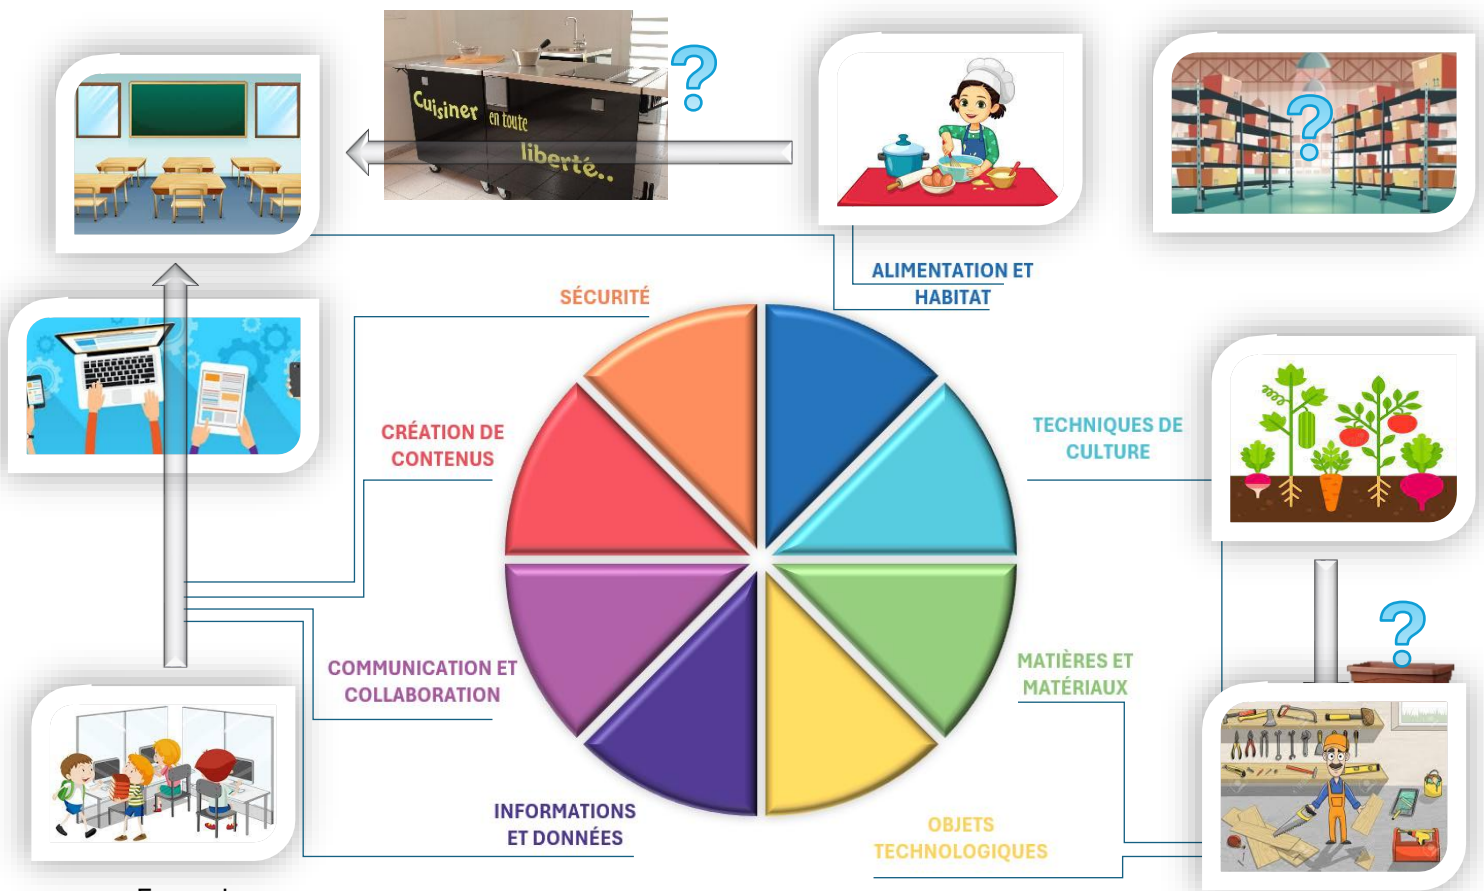 Cuisiner
en toute
liberté..
?
?
ALIMENTATION ET
HABITAT
SÉCURITÉ
CRÉATION DE
CONTENUS
TECHNIQUES DE
CULTURE
?
COMMUNICATION ET
COLLABORATION
MATIÈRES ET
MATÉRIAUX
INFORMATIONS
ET DONNÉES
OBJETS
TECHNOLOGIQUES